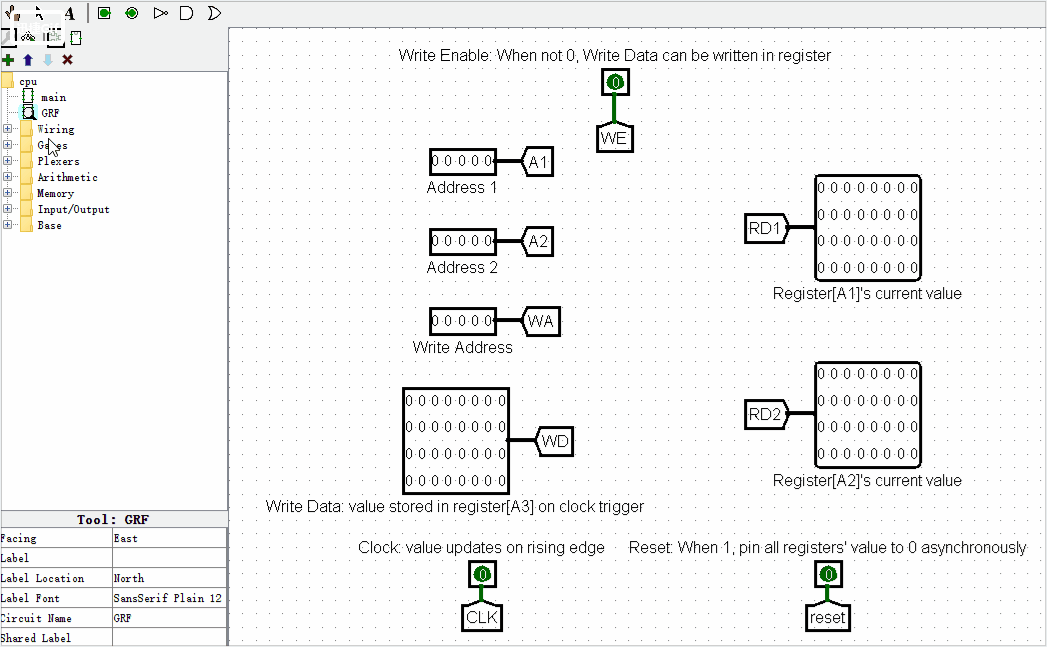 A
cpu
main
GRF
Wiring
Gates
Plexers
Arithmetic
Memory
Input/Output
Base
Tool: GRF
Facing East
Label
Label Location North
Label Font SansSerif Plain 12
Circuit Name GRF
Shared Label
Write Enable: When not 0, Write Data can be written in register
0
WE
0 0 0 0 0 A1
Address 1
0 0 0 0 0 A2
Address 2
0 0 0 0 0 WA
Write Address
0 0 0 0 0 0 0 0
0 0 0 0 0 0 0 0
0 0 0 0 0 0 0 0
0 0 0 0 0 0 0 0
WD
Write Data: value stored in register[A3] on clock trigger
RD1
0 0 0 0 0 0 0 0
0 0 0 0 0 0 0 0
0 0 0 0 0 0 0 0
0 0 0 0 0 0 0 0
Register[A1]'s current value
RD2
0 0 0 0 0 0 0 0
0 0 0 0 0 0 0 0
0 0 0 0 0 0 0 0
0 0 0 0 0 0 0 0
Register[A2]'s current value
Clock: value updates on rising edge
0
CLK
Reset: When 1, pin all registers' value to 0 asynchronously
0
reset